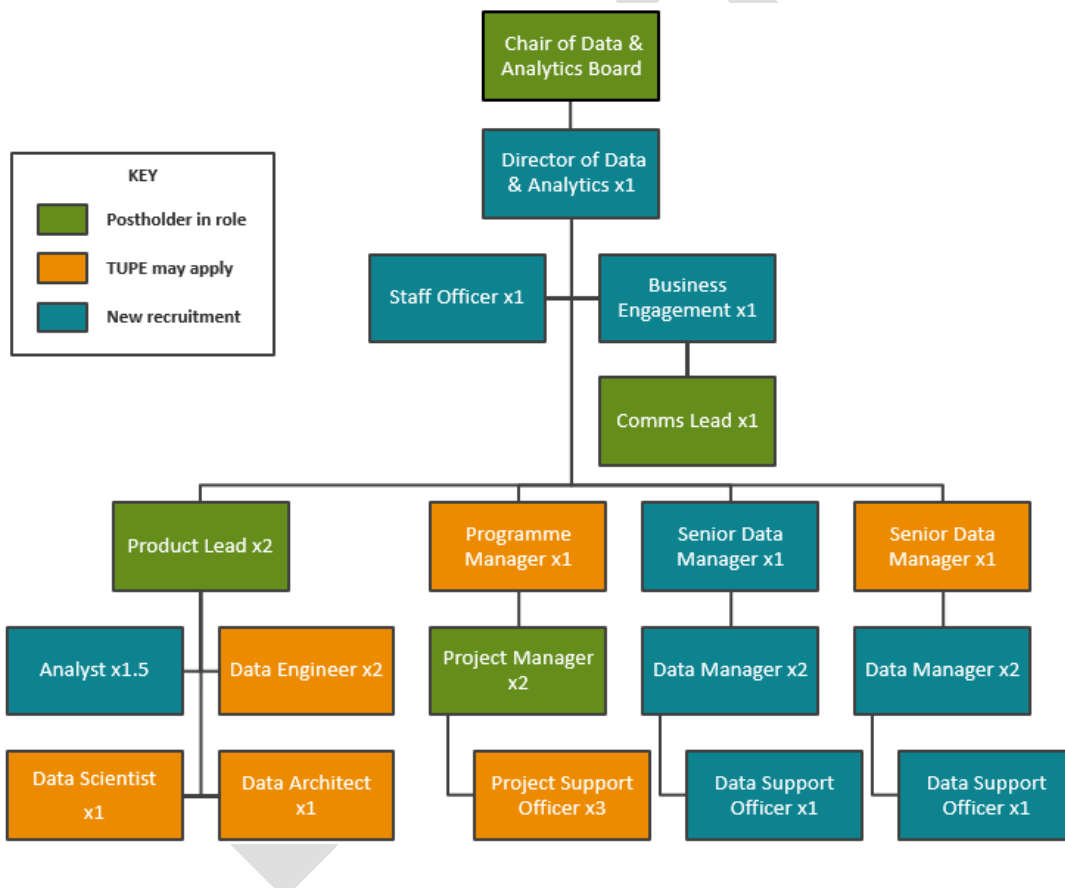 Chair of Data &
Analytics Board
Director of Data
& Analytics x1
KEY
Postholder in role
TUPE may apply
New recruitment
Staff Officer x1
Business
Engagement x1
Comms Lead x1
Product Lead x2
Programme
Manager x1
Senior Data
Manager x1
Senior Data
Manager x1
Analyst x1.5
Data Engineer x2
Project Manager
x2
Data Manager x2
Data Manager x2
Data Scientist
x1
Data Architect
x1
Project Support
Officer x3
Data Support
Officer x1
Data Support
Officer x1